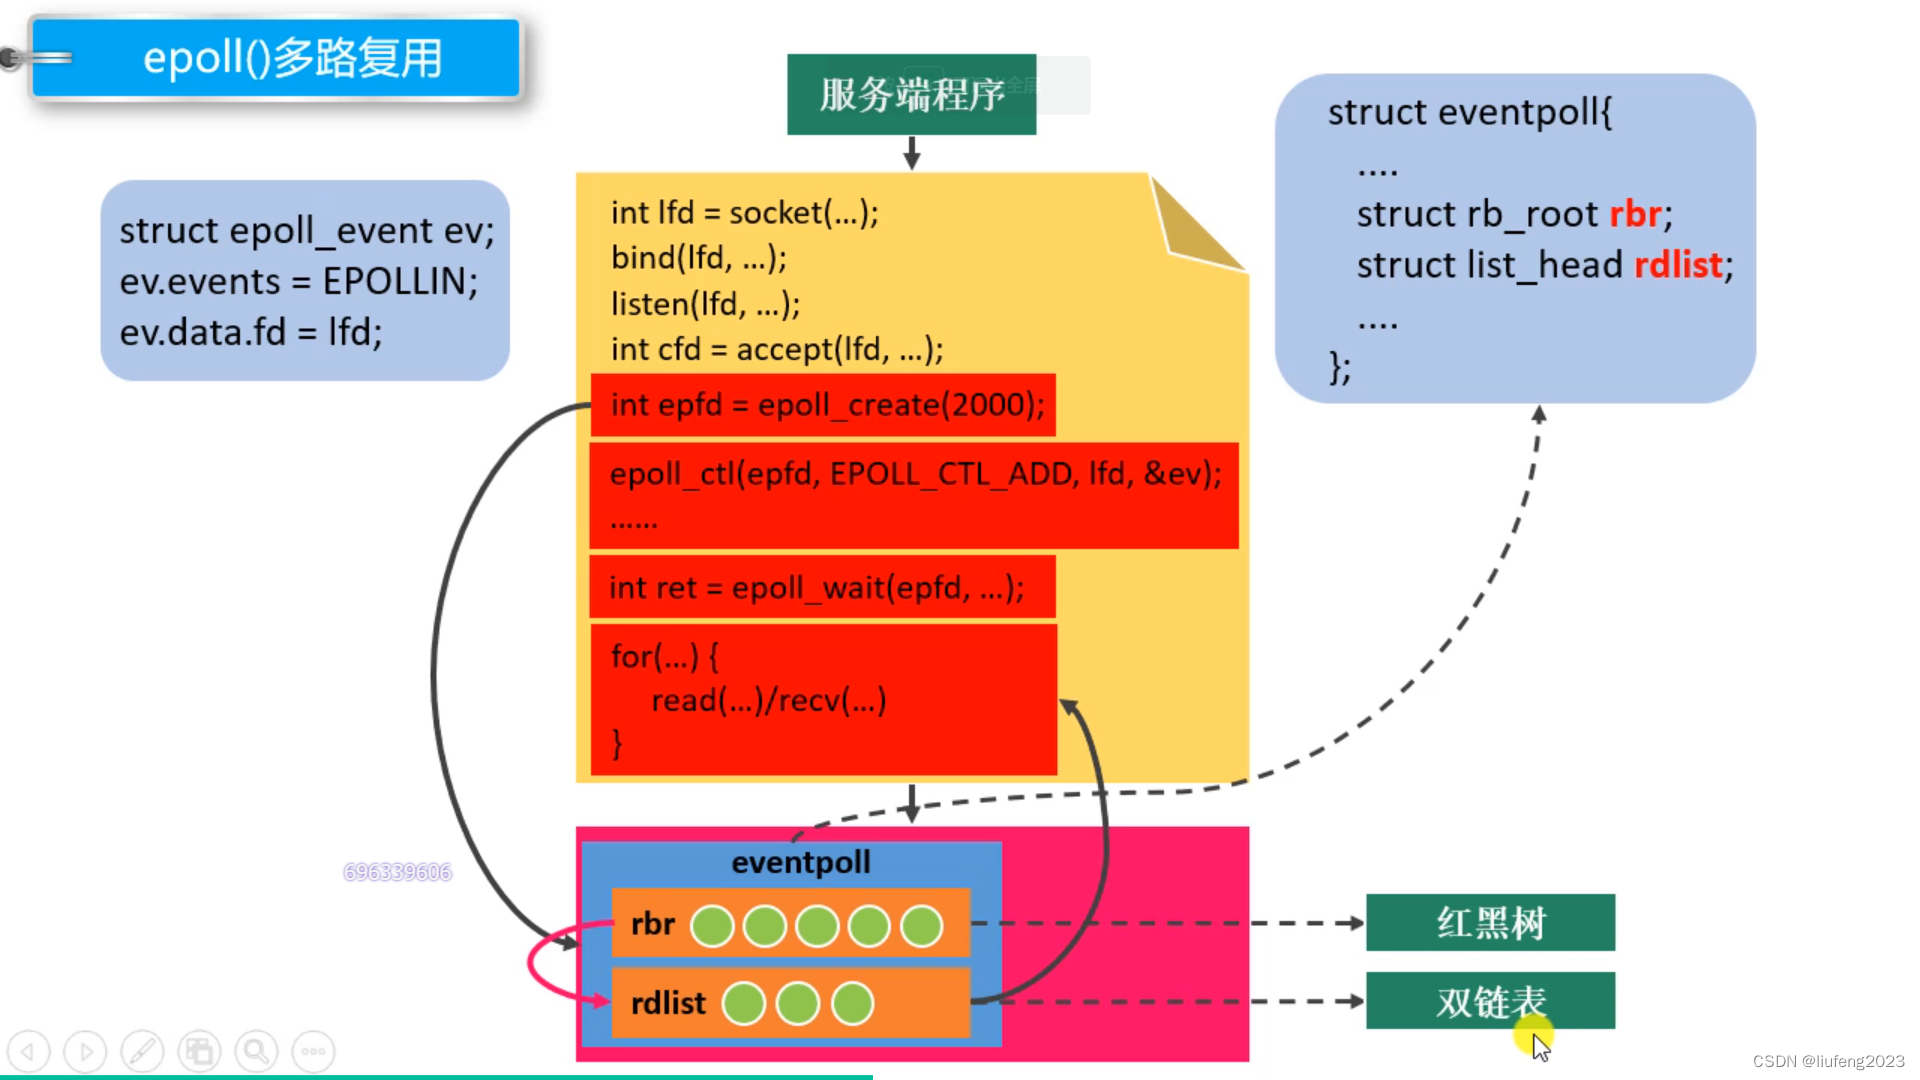 epoll()多路复用
服务端程序
struct epoll_event ev;
ev.events = EPOLLIN;
ev.data.fd = lfd;
int lfd = socket(...);
bind(lfd, ...);
listen(lfd, ...);
int cfd = accept(lfd, ...);
int epfd = epoll_create(2000);
epoll_ctl(epfd, EPOLL_CTL_ADD, lfd, &ev);
......
int ret = epoll_wait(epfd, ...);
for(...) {
read(...)/recv(...)
}
struct eventpoll{
....
struct rb_root rbr;
struct list_head rdlist;
....
};
eventpoll
rbr
rdlist
红黑树
双链表
696339606
CSDN @liufeng2023